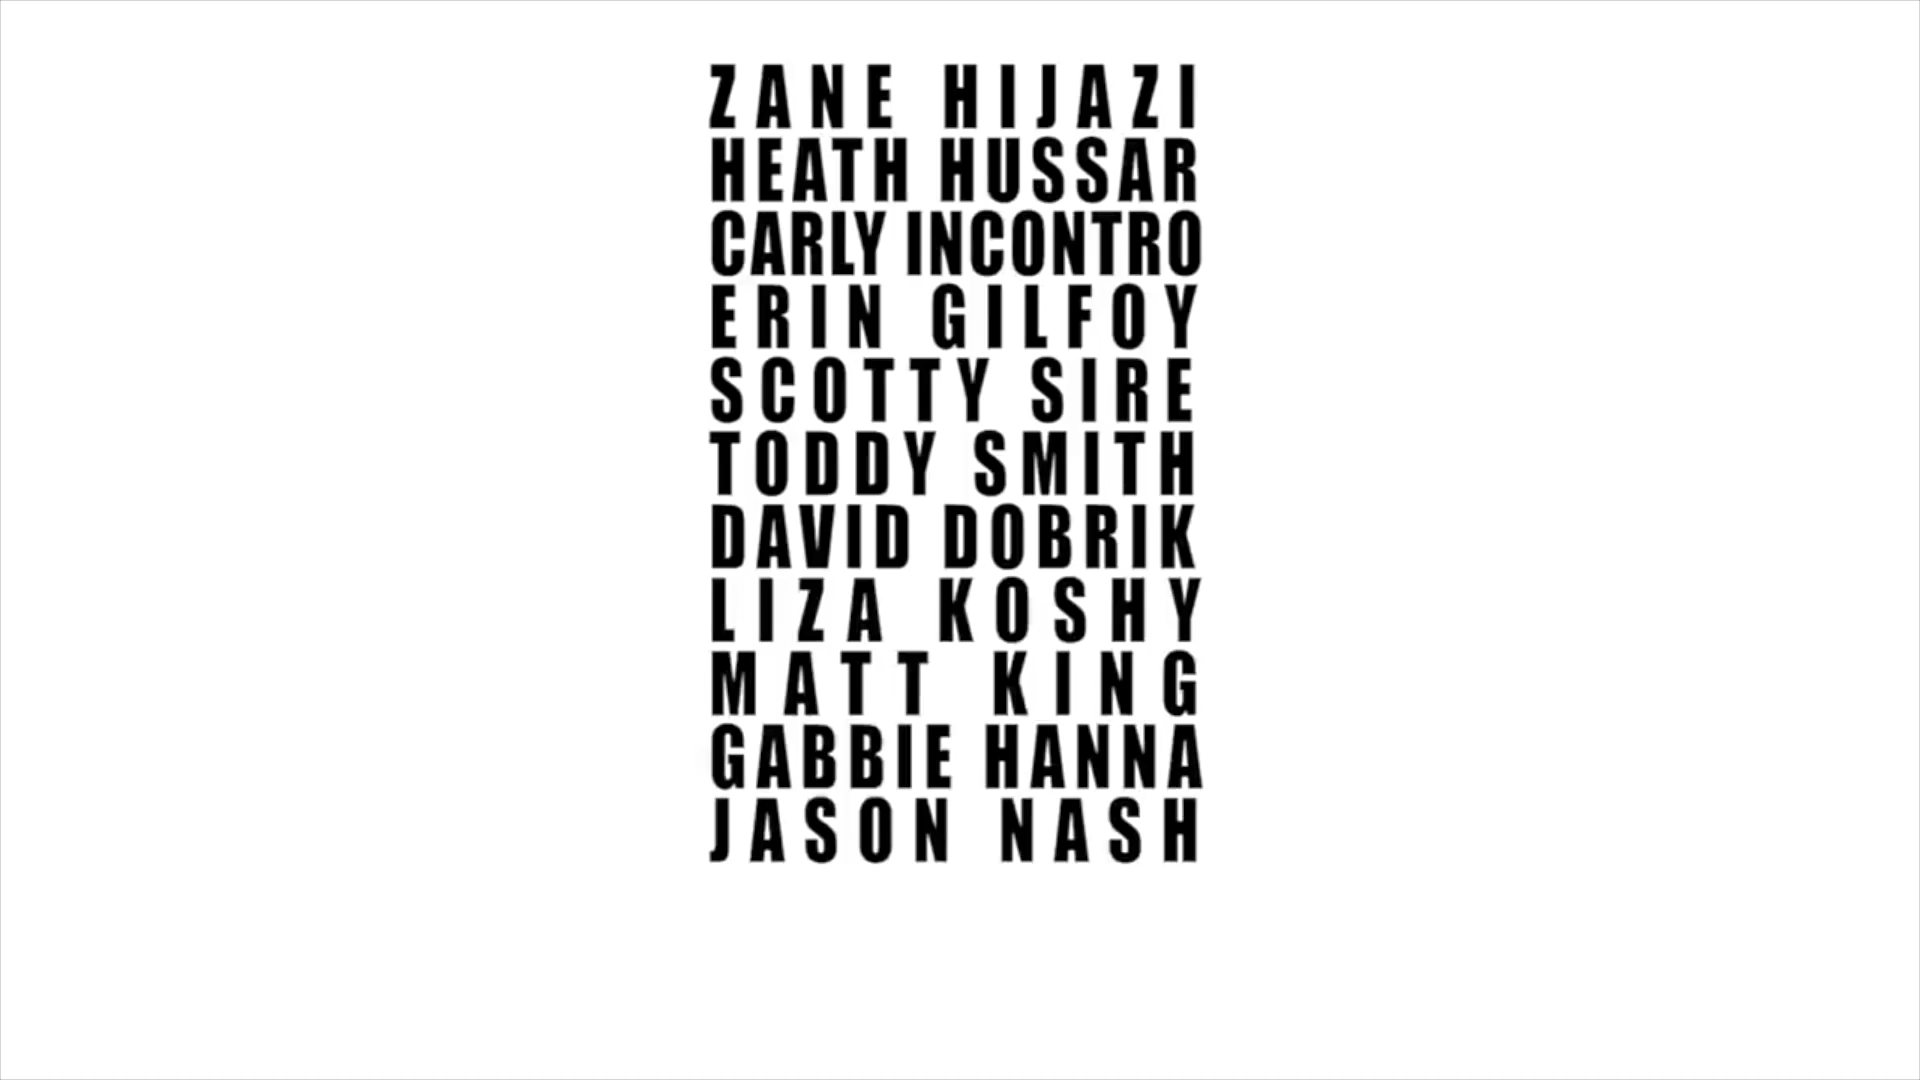 ZANE HIJAZI
HEATH HUSSAR
CARLY INCONTRO
ERIN GILFOY
SCOTTY SIRE
TODDY SMITH
DAVID DOBRIK
LIZA KOSHY
MATT KING
GABBIE HANNA
JASON NASH